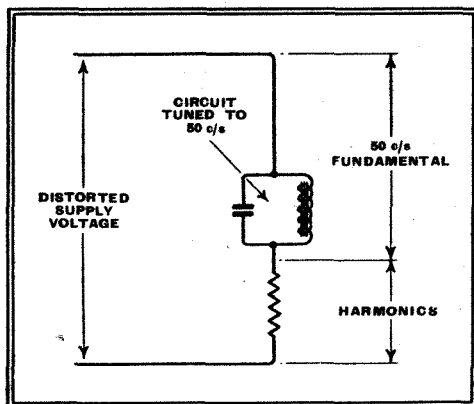 CIRCUIT
TUNED TO
50 c/s
DISTORTED
SUPPLY
VOLTAGE
50 c/s
FUNDAMENTAL
HARMONICS